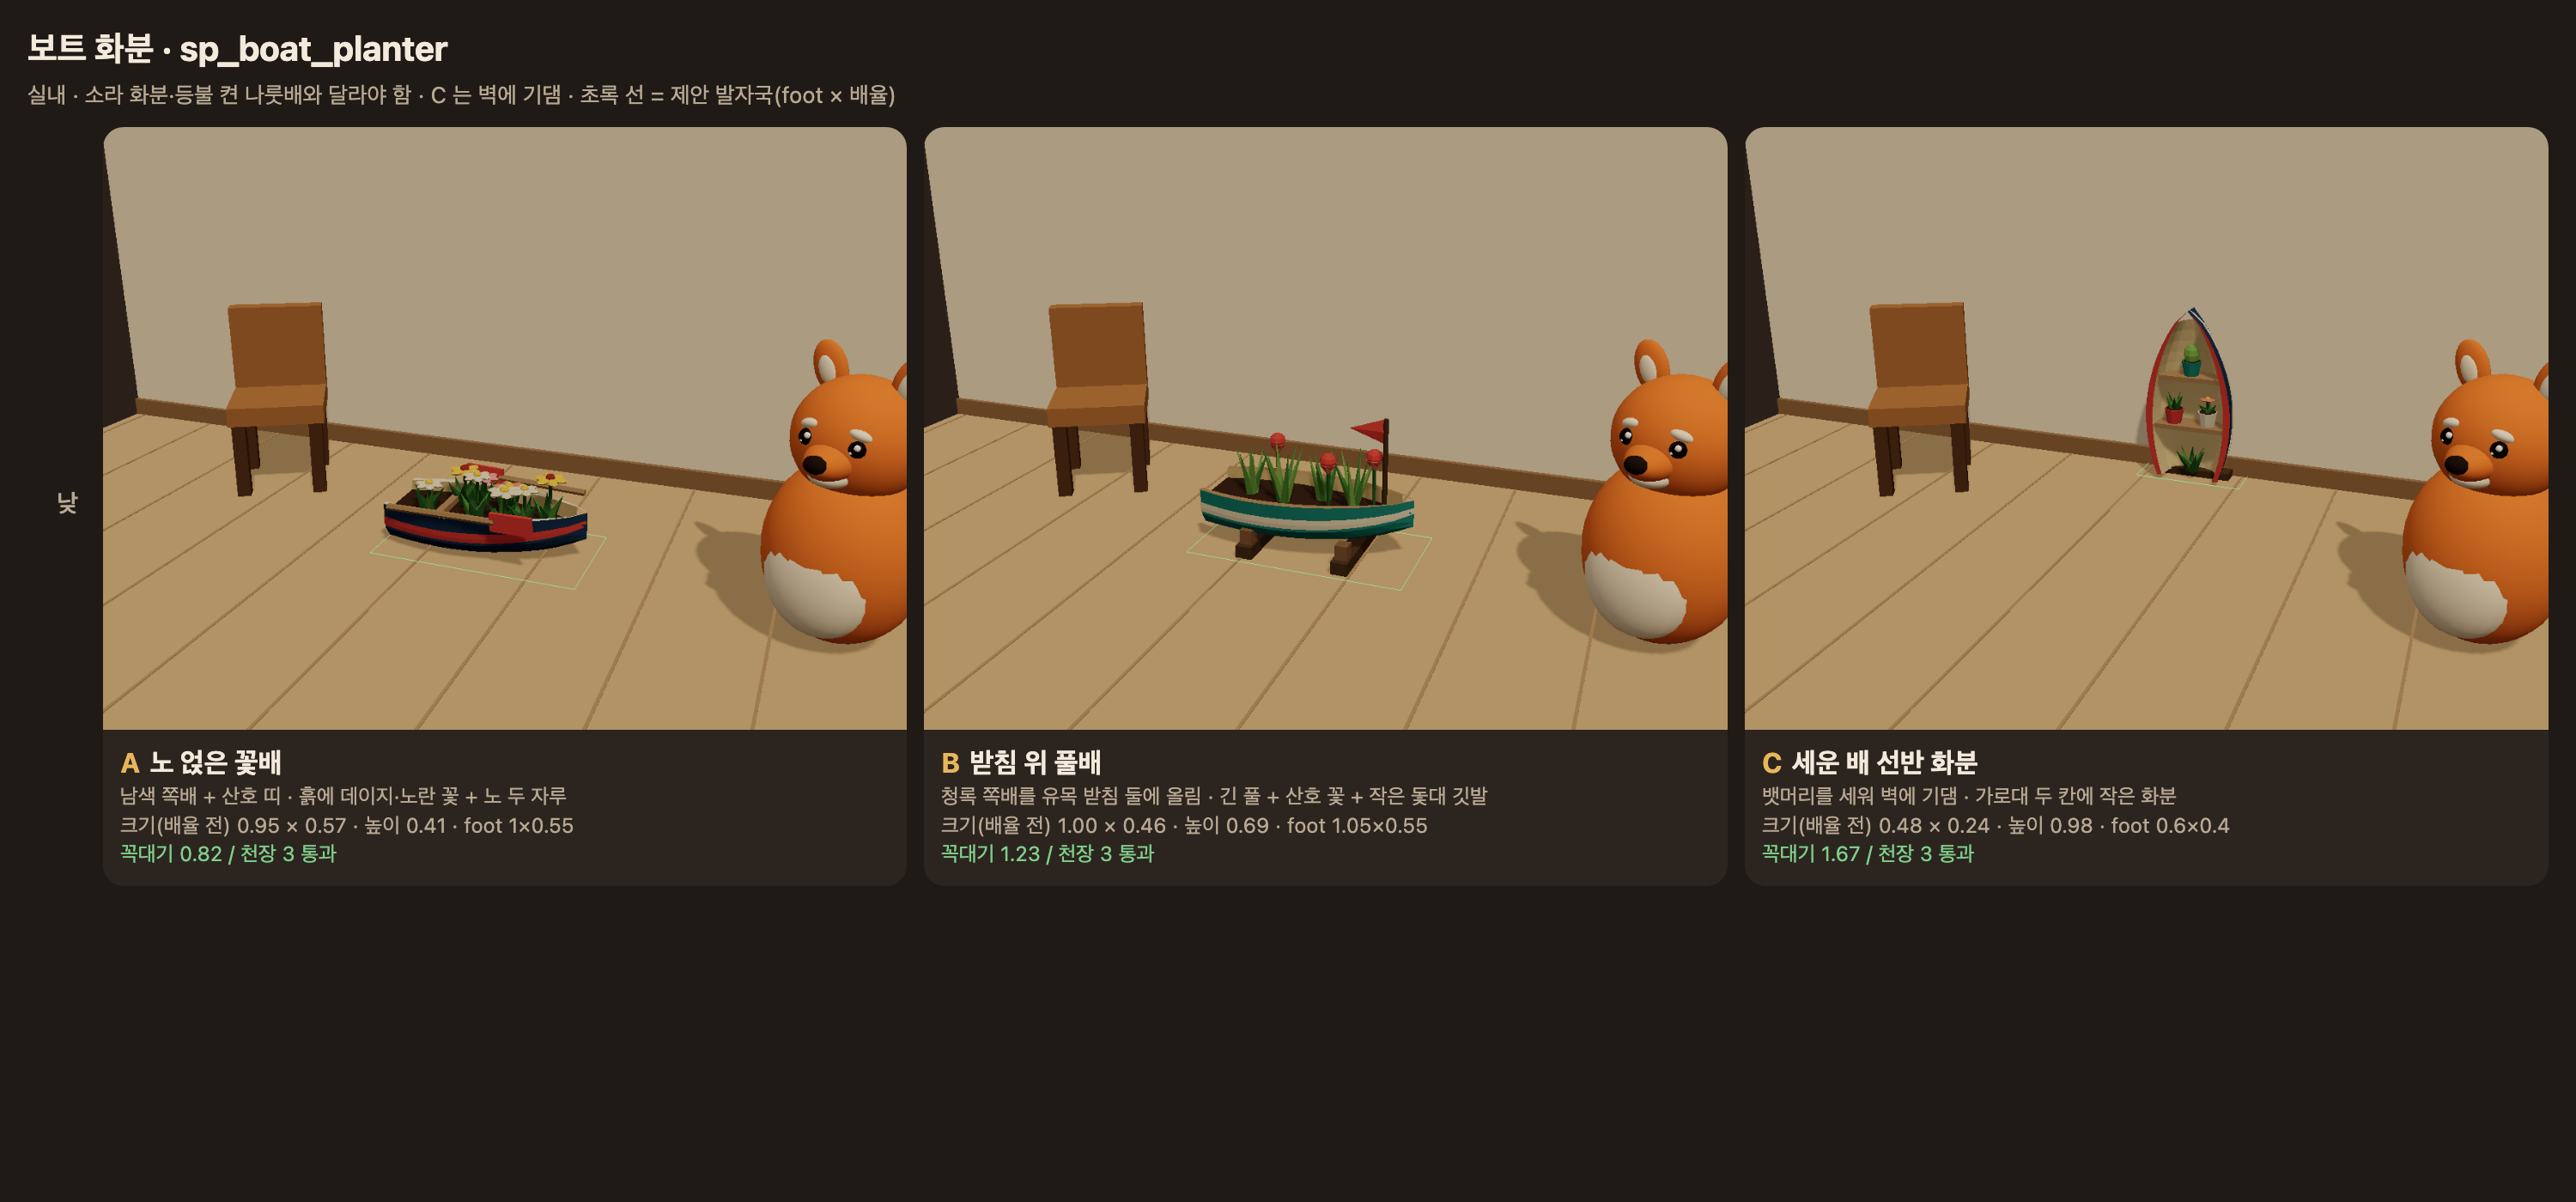 보트 화분 · sp_boat_planter
실내 · 소라 화분·등불 켠 나룻배와 달라야 함 · C 는 벽에 기댐 · 초록 선 = 제안 발자국(foot × 배율)
낮
A 노 얹은 꽃배
남색 쪽배 + 산호 띠 · 흙에 데이지·노란 꽃 + 노 두 자루
크기(배율 전) 0.95 × 0.57 · 높이 0.41 · foot 1×0.55
꼭대기 0.82 / 천장 3 통과
B 받침 위 풀배
청록 쪽배를 유목 받침 둘에 올림 · 긴 풀 + 산호 꽃 + 작은 돛대 깃발
크기(배율 전) 1.00 × 0.46 · 높이 0.69 · foot 1.05×0.55
꼭대기 1.23 / 천장 3 통과
C 세운 배 선반 화분
뱃머리를 세워 벽에 기댐 · 가로대 두 칸에 작은 화분
크기(배율 전) 0.48 × 0.24 · 높이 0.98 · foot 0.6×0.4
꼭대기 1.67 / 천장 3 통과